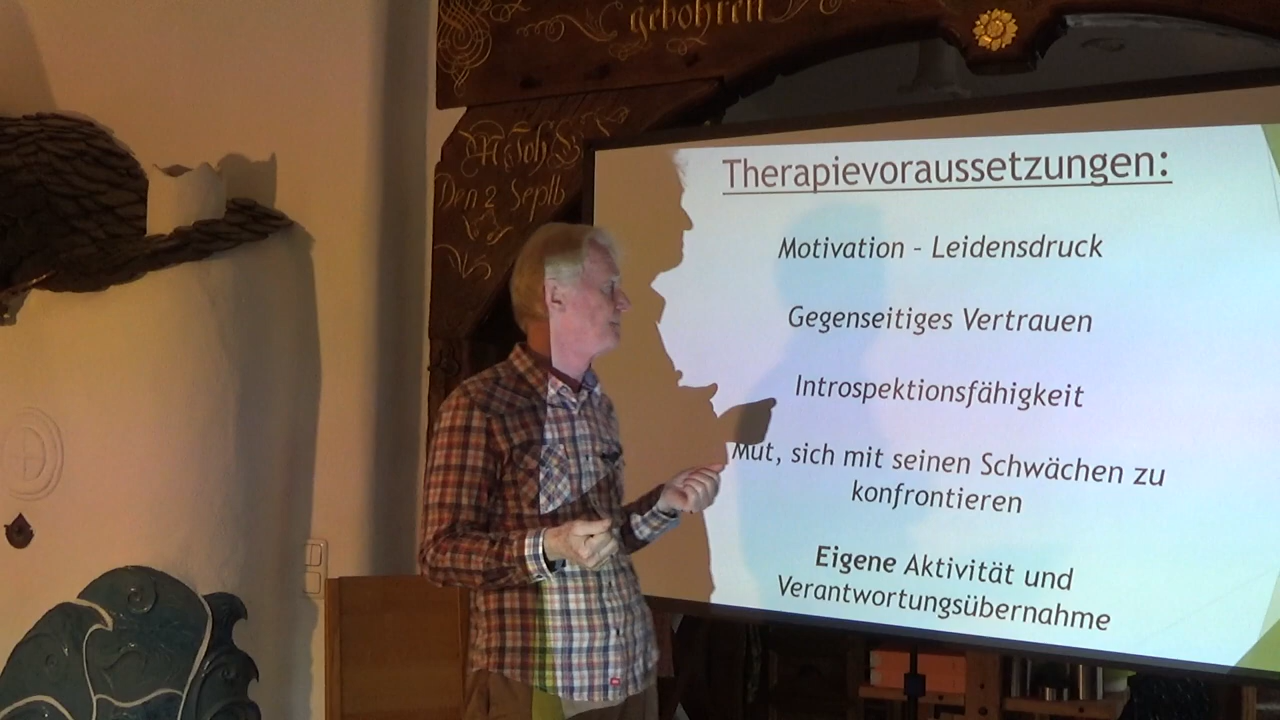 gebohren
Den 2 Septb
Therapievoraussetzungen:
Motivation - Leidensdruck
Gegenseitiges Vertrauen
Introspektionsfähigkeit
Mut, sich mit seinen Schwächen zu
konfrontieren
Eigene Aktivität und
Verantwortungsübernahme